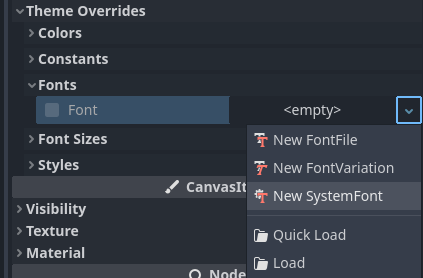 Theme Overrides
Colors
Constants
Fonts
Font <empty>
New FontFile
New FontVariation
Font Sizes
New SystemFont
Styles
Quick Load
Load
CanvasIt
Visibility
Texture
Material
Node